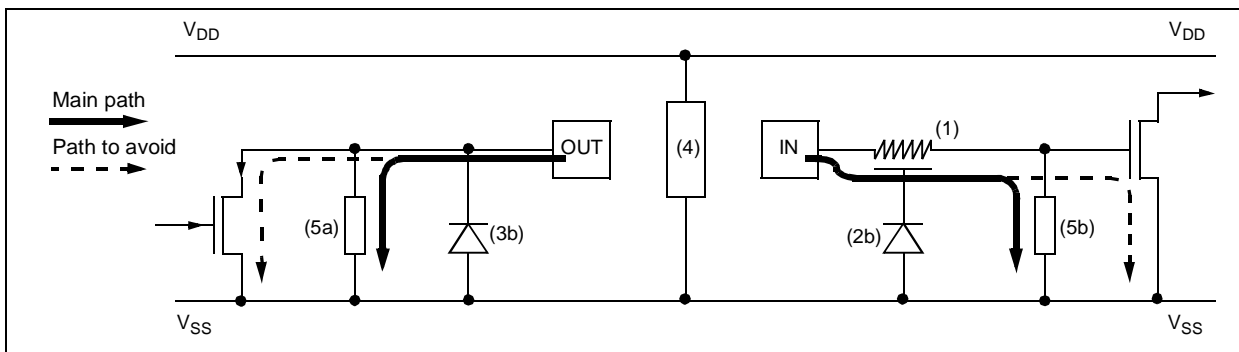 VDD
VDD
Main path
Path to avoid
OUT
(4)
IN
(1)
(5a)
(3b)
(2b)
(5b)
VSS
VSS